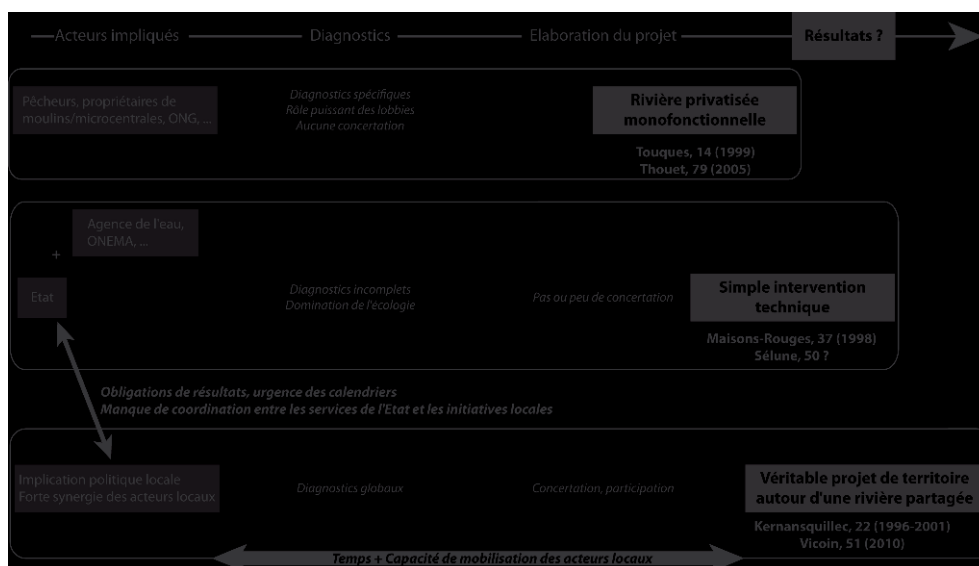 Acteurs impliqués
Diagnostics
Elaboration du projet
Résultats ?
Pêcheurs, propriétaires de
moulins/microcentrales, ONG, ...
Diagnostics spécifiques
Rôle puissant des lobbies
Aucune concertation
Rivière privatisée
monofonctionnelle
Touques, 14 (1999)
Thouet, 79 (2005)
Agence de l'eau,
ONEMA, ...
+
Etat
Diagnostics incomplets
Domination de l'écologie
Pas ou peu de concertation
Simple intervention
technique
Maisons-Rouges, 37 (1998)
Sélune, 50 ?
Obligations de résultats, urgence des calendriers
Manque de coordination entre les services de l'Etat et les initiatives locales
Implication politique locale
Forte synergie des acteurs locaux
Diagnostics globaux
Concertation, participation
Véritable projet de territoire
autour d'une rivière partagée
Kernansquillec, 22 (1996-2001)
Vicoin, 51 (2010)
Temps + Capacité de mobilisation des acteurs locaux